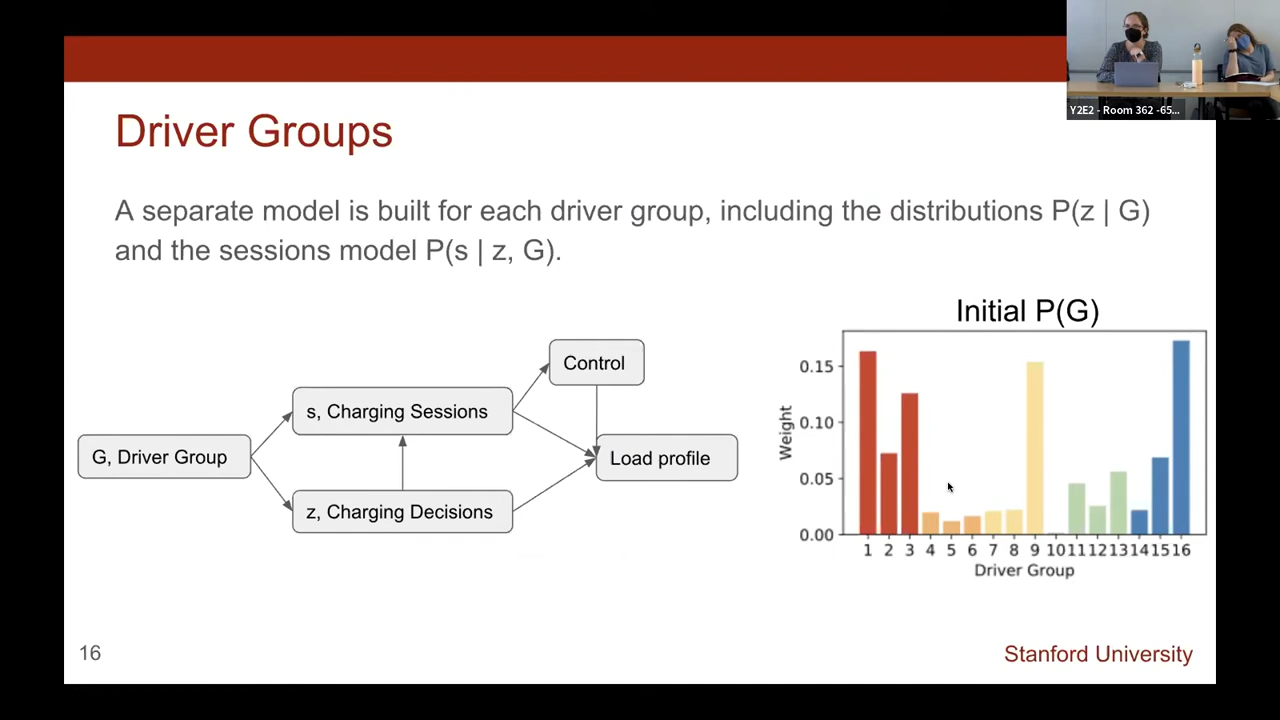 Y2E2 - Room 362 -65...
Driver Groups
A separate model is built for each driver group, including the distributions P(z | G)
and the sessions model P(s | z, G).
Initial P(G)
Control
s, Charging Sessions
G, Driver Group
Load profile
z, Charging Decisions
Weight
0.15
0.10
0.05
0.00
1 2 3 4 5 6 7 8 9 10 11 12 13 14 15 16
Driver Group
16
Stanford University